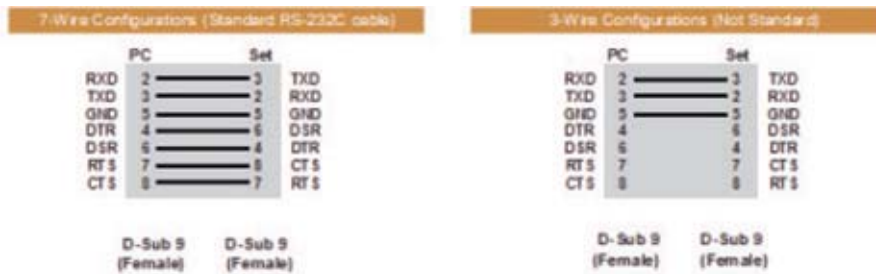 7-Wire Configurations (Standard RS-232C cable)
PC Set
RXD 2 3 TXD
TXD 3 2 RXD
GND 5 5 GND
DTR 4 6 DSR
DSR 6 4 DTR
RTS 7 8 CTS
CTS 8 7 RTS
D-Sub 9 D-Sub 9
(Female) (Female)
3-Wire Configurations (Not Standard)
PC Set
RXD 2 3 TXD
TXD 3 2 RXD
GND 5 5 GND
DTR 4 6 DSR
DSR 6 4 DTR
RTS 7 7 CTS
CTS 8 8 RTS
D-Sub 9 D-Sub 9
(Female) (Female)